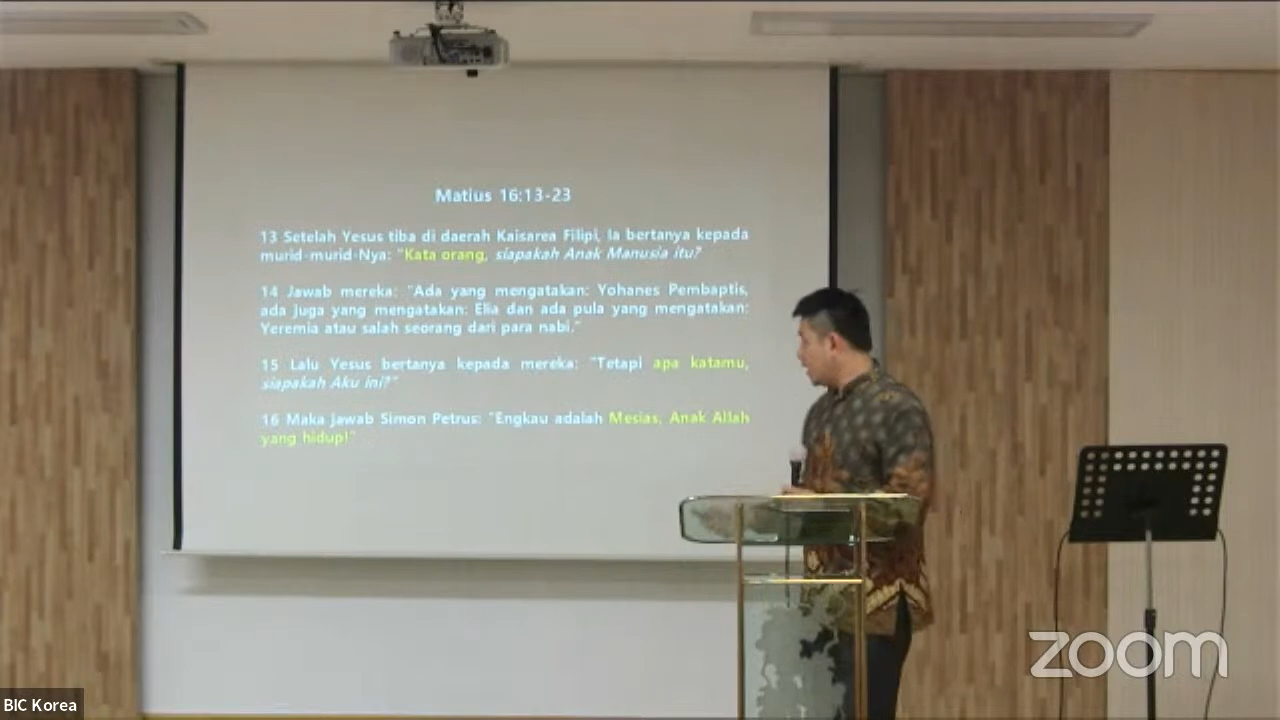 Matius 16:13-23
13 Setelah Yesus tiba di daerah Kaisarea Filipi, Ia bertanya kepada
murid-murid-Nya: "Kata orang, siapakah Anak Manusia itu?
14 Jawab mereka: "Ada yang mengatakan: Yohanes Pembaptis,
ada juga yang mengatakan: Elia dan ada pula yang mengatakan:
Yeremia atau salah seorang dari para nabi."
15 Lalu Yesus bertanya kepada mereka: "Tetapi apa katamu,
siapakah Aku ini?"
16 Maka jawab Simon Petrus: "Engkau adalah Mesias, Anak Allah
yang hidup!"
zoom
BIC Korea